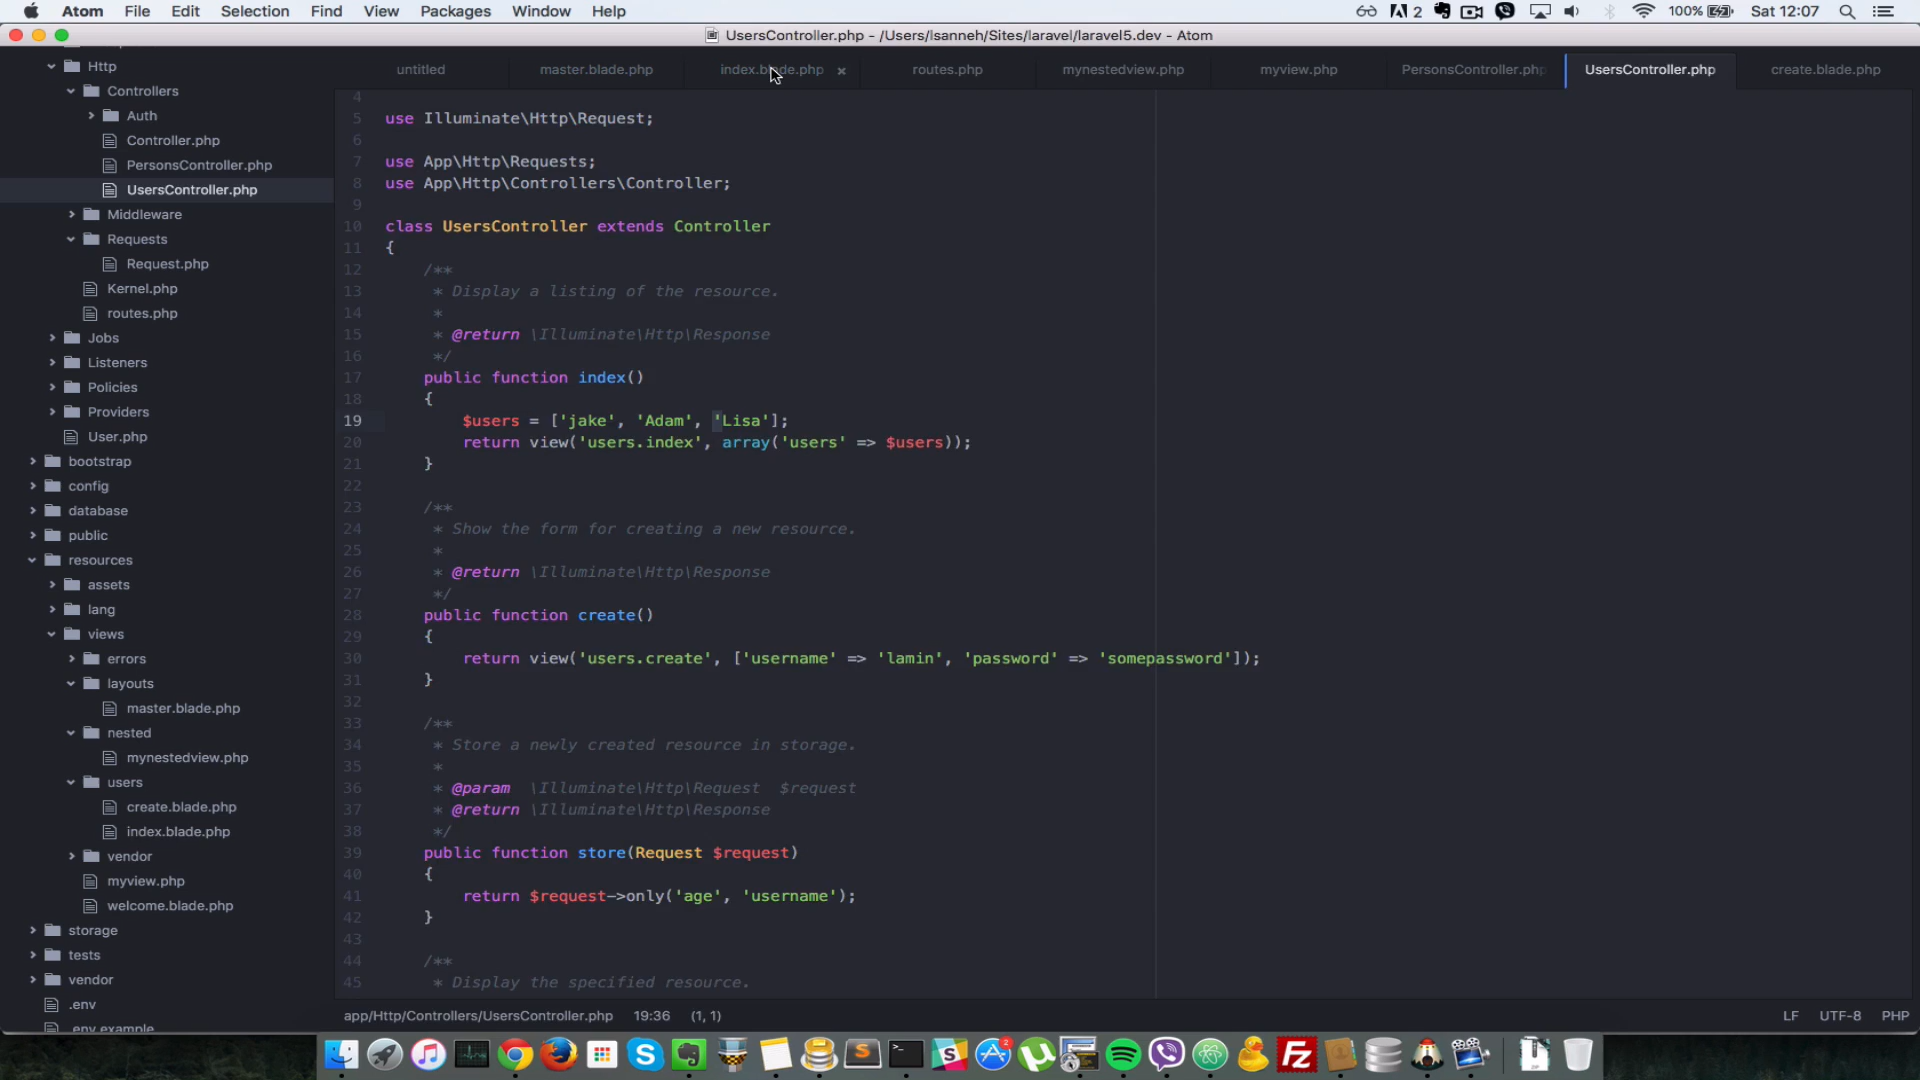 Atom File Edit Selection Find View Packages Window Help 2 100% Sat 12:07
UsersController.php - /Users/lsanneh/Sites/laravel/laravel5.dev - Atom
untitled master.blade.php index.blade.php × routes.php mynestedview.php myview.php PersonsController.php UsersController.php create.blade.php
Http
Controllers
Auth
Controller.php
PersonsController.php
UsersController.php
Middleware
Requests
Request.php
Kernel.php
routes.php
Jobs
Listeners
Policies
Providers
User.php
bootstrap
config
database
public
resources
assets
lang
views
errors
layouts
master.blade.php
nested
mynestedview.php
users
create.blade.php
index.blade.php
vendor
myview.php
welcome.blade.php
storage
tests
vendor
.env
.env.example
4
5 use Illuminate\Http\Request;
6
7 use App\Http\Requests;
8 use App\Http\Controllers\Controller;
9
10 class UsersController extends Controller
11 {
12 /**
13 * Display a listing of the resource.
14 *
15 * @return \Illuminate\Http\Response
16 */
17 public function index()
18 {
19 $users = ['jake', 'Adam', 'Lisa'];
20 return view('users.index', array('users' => $users));
21 }
22
23 /**
24 * Show the form for creating a new resource.
25 *
26 * @return \Illuminate\Http\Response
27 */
28 public function create()
29 {
30 return view('users.create', ['username' => 'lamin', 'password' => 'somepassword']);
31 }
32
33 /**
34 * Store a newly created resource in storage.
35 *
36 * @param \Illuminate\Http\Request $request
37 * @return \Illuminate\Http\Response
38 */
39 public function store(Request $request)
40 {
41 return $request->only('age', 'username');
42 }
43
44 /**
45 * Display the specified resource.
app/Http/Controllers/UsersController.php 19:36 (1, 1) LF UTF-8 PHP